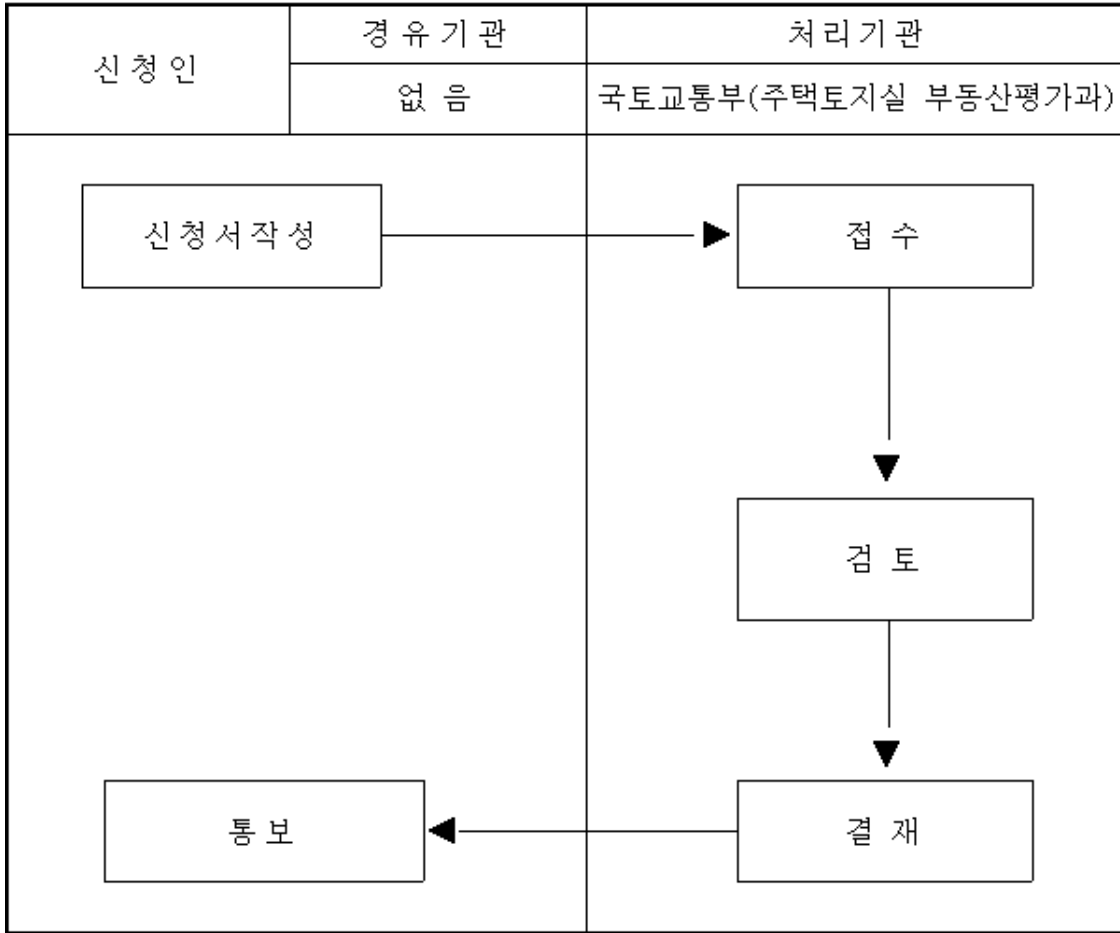 신청인
경유기관
처리기관
없음
국토교통부(주택토지실 부동산평가과)
신청서작성
접수
검토
결재
통보